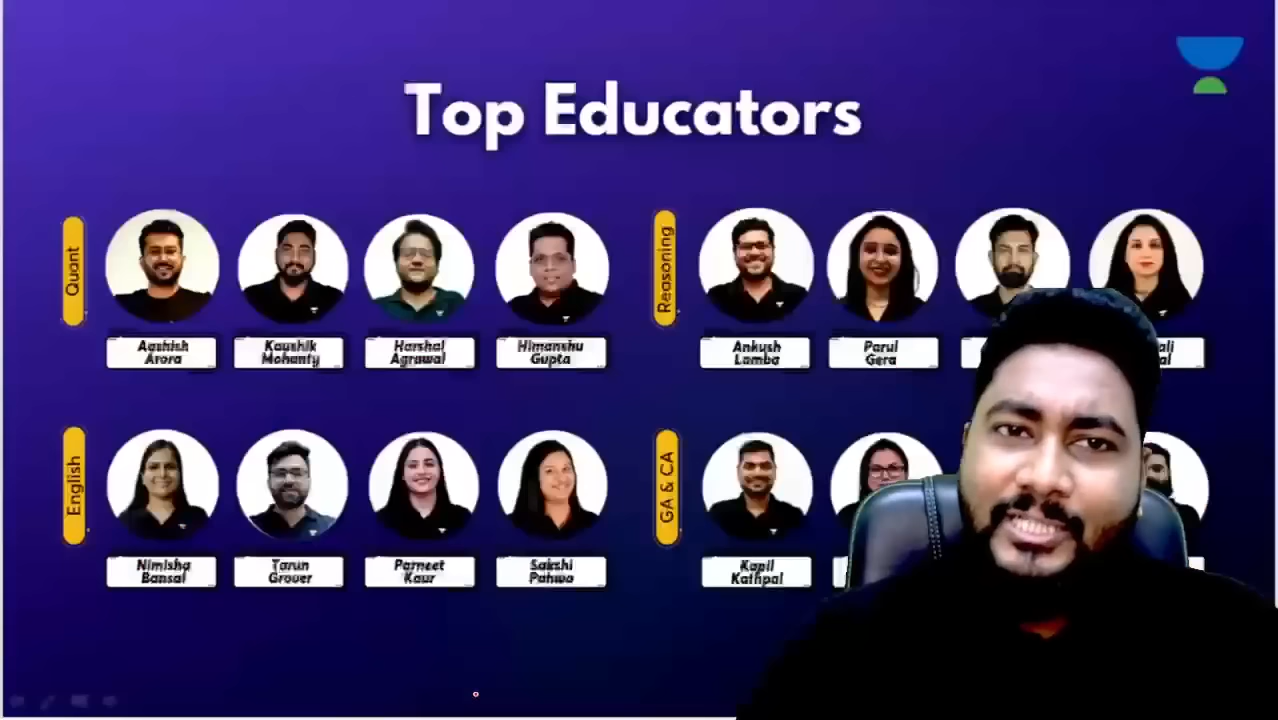 Top Educators
Quant
Aashish
Arora
Kaushik
Mohanty
Harshal
Agrawal
Himanshu
Gupta
Reasoning
Ankush
Lamba
Parul
Gera
English
Nimisha
Bansal
Tarun
Grover
Parneet
Kaur
Sakshi
Pahwa
GA & CA
Kapil
Kathpal